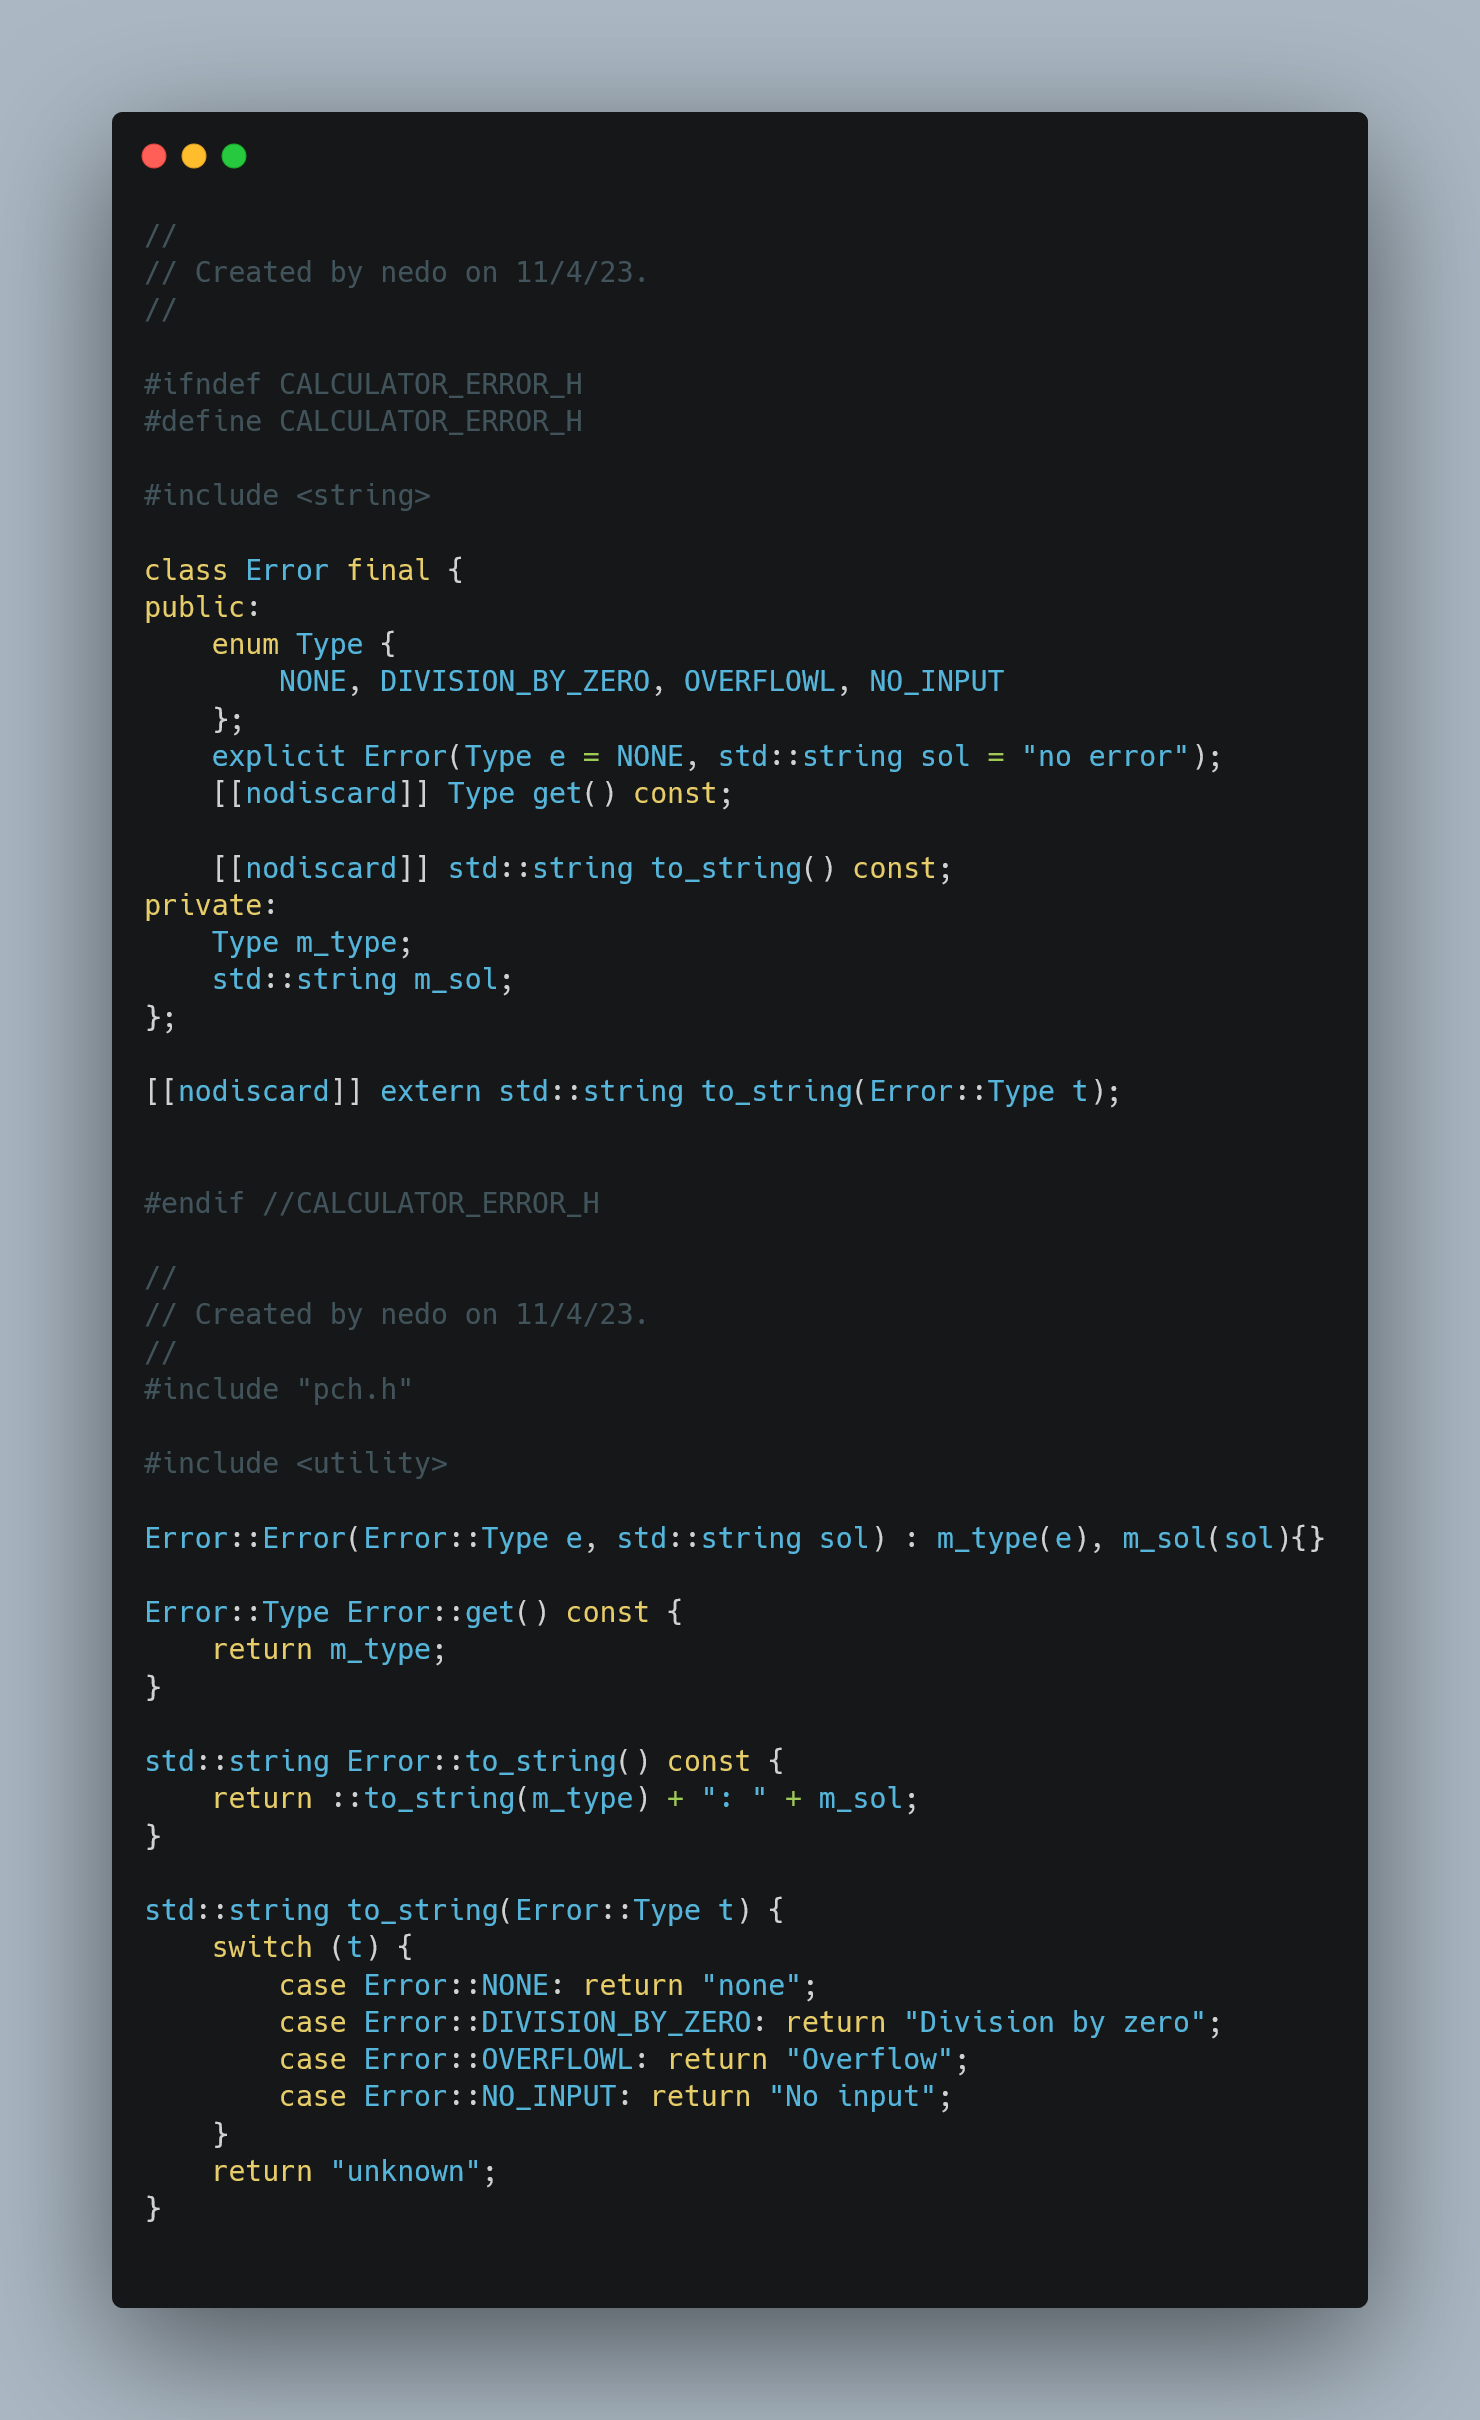 //
// Created by nedo on 11/4/23.
//
#ifndef CALCULATOR_ERROR_H
#define CALCULATOR_ERROR_H
#include <string>
class Error final {
public:
    enum Type {
        NONE, DIVISION_BY_ZERO, OVERFLOWL, NO_INPUT
    };
    explicit Error(Type e = NONE, std::string sol = "no error");
    [[nodiscard]] Type get() const;
    [[nodiscard]] std::string to_string() const;
private:
    Type m_type;
    std::string m_sol;
};
[[nodiscard]] extern std::string to_string(Error::Type t);
#endif //CALCULATOR_ERROR_H
//
// Created by nedo on 11/4/23.
//
#include "pch.h"
#include <utility>
Error::Error(Error::Type e, std::string sol) : m_type(e), m_sol(sol){}
Error::Type Error::get() const {
    return m_type;
}
std::string Error::to_string() const {
    return ::to_string(m_type) + ": " + m_sol;
}
std::string to_string(Error::Type t) {
    switch (t) {
        case Error::NONE: return "none";
        case Error::DIVISION_BY_ZERO: return "Division by zero";
        case Error::OVERFLOWL: return "Overflow";
        case Error::NO_INPUT: return "No input";
    }
    return "unknown";
}